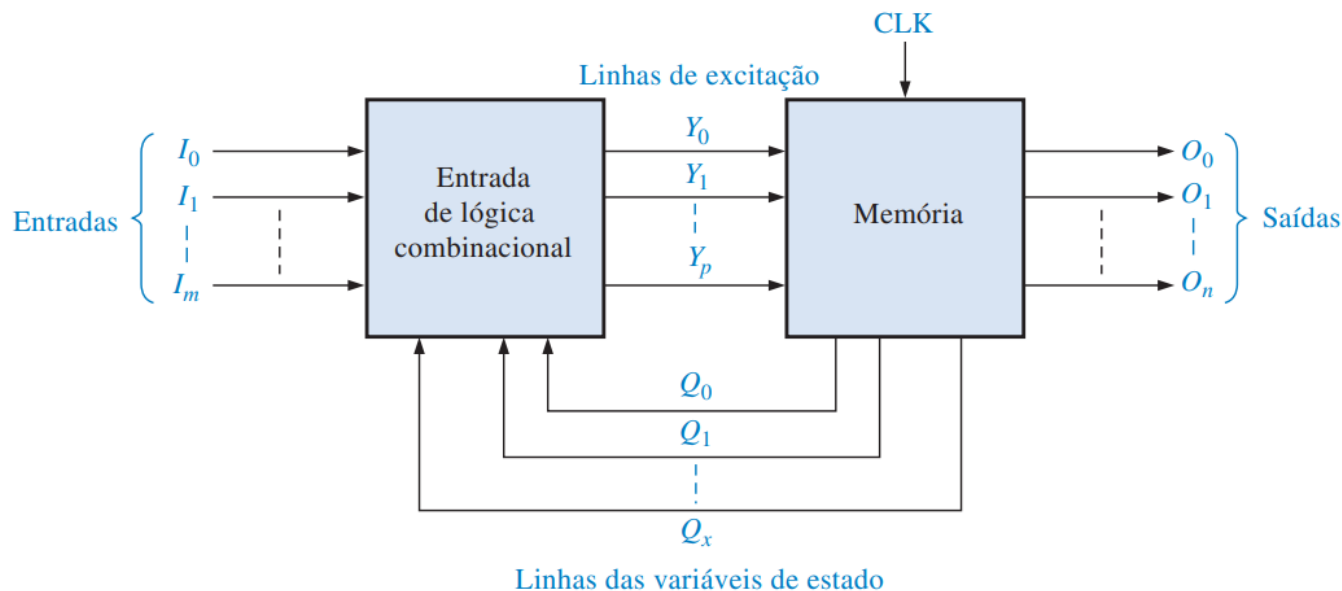 CLK
Linhas de excitação
Entradas
I0
I1
Im
Entrada
de lógica
combinacional
Y0
Y1
Yp
Memória
O0
O1
On
Saídas
Q0
Q1
Qx
Linhas das variáveis de estado